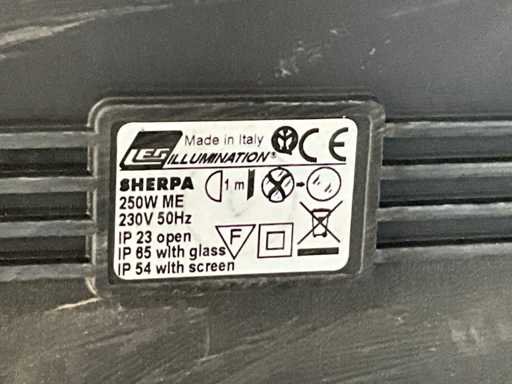 Made in Italy
LEG
ILLUMINATION®
CE
SHERPA
1 m
250W ME
230V 50Hz
IP 23 open
F
IP 65 with glass
IP 54 with screen